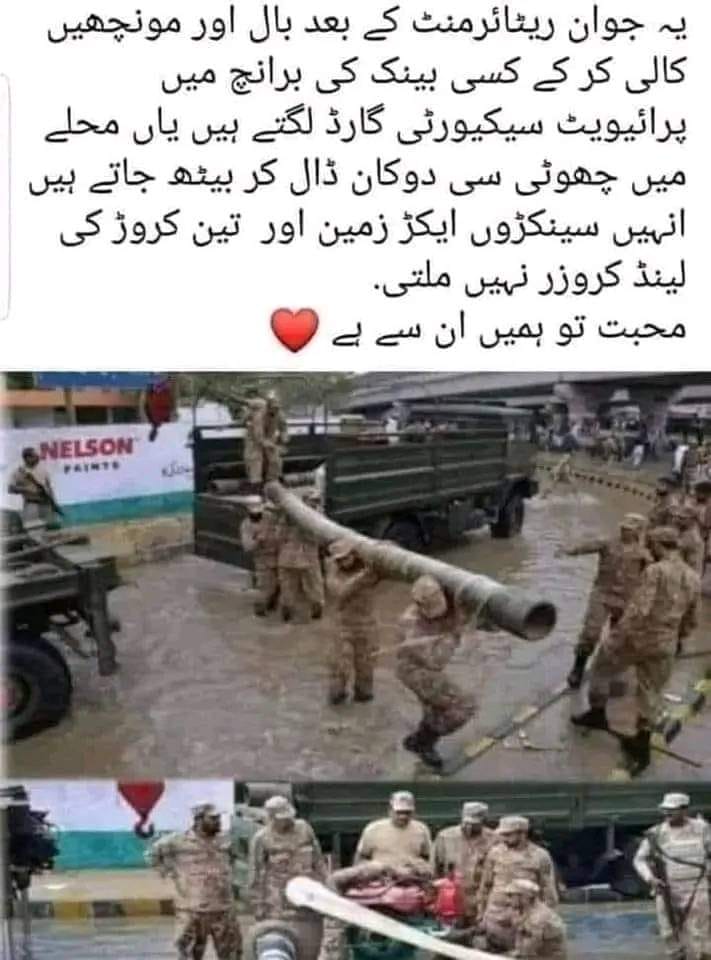 یہ جوان ریٹائرمنٹ کے بعد بال اور مونچھیں
کالی کر کے کسی بینک کی برانچ میں
پرائیویٹ سیکیورٹی گارڈ لگتے ہیں یاں محلے
میں چھوٹی سی دوکان ڈال کر بیٹھ جاتے ہیں
انہیں سینکڑوں ایکڑ زمین اور تین کروڑ کی
لینڈ کروزر نہیں ملتی.
محبت تو ہمیں ان سے ہے ❤️
NELSON
PAINTS